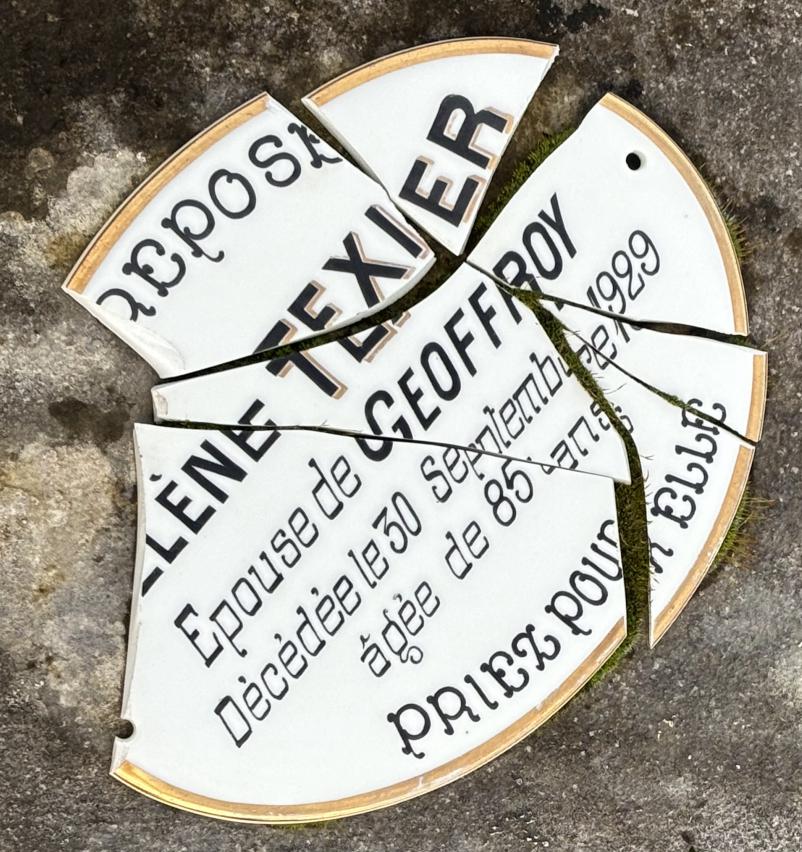 REPOSE
LÈNE TEXIER
Epouse de GEOFFROY
Décédée le 30 Septembre 1929
âgée de 85 ans
PRIEZ POUR ELLE